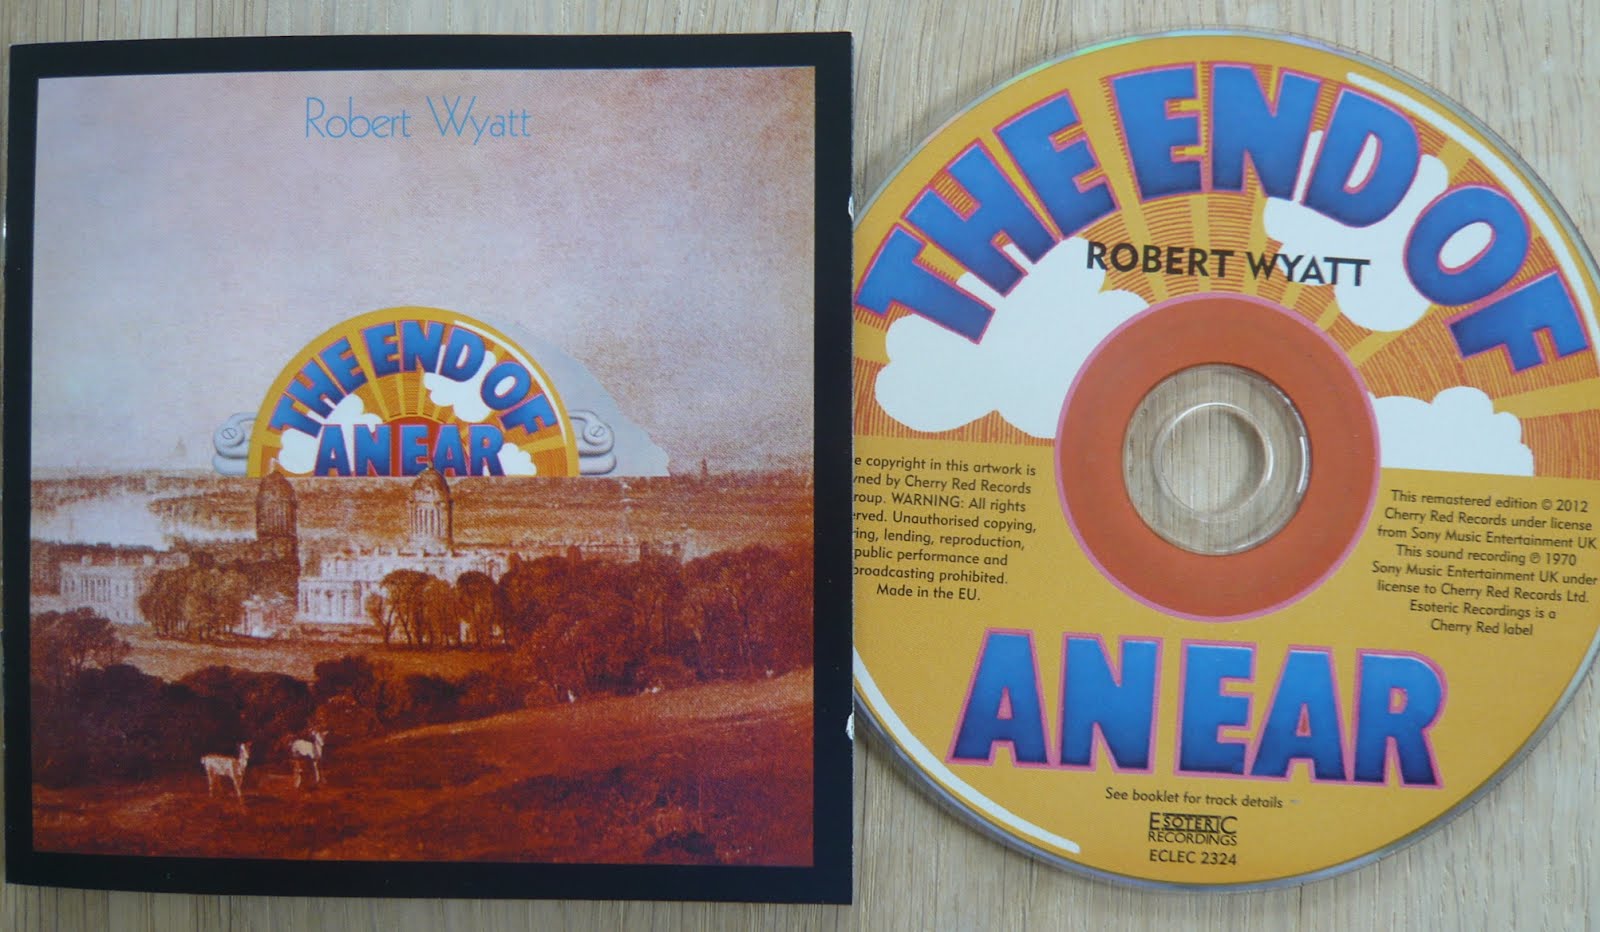 Robert Wyatt
THE END OF
AN EAR
THE END OF
ROBERT WYATT
copyright in this artwork is
by Cherry Red Records
WARNING: All rights
Unauthorised copying,
lending, reproduction,
public performance and
broadcasting prohibited.
Made in the EU.
This remastered edition © 2012
Cherry Red Records under license
from Sony Music Entertainment UK
This sound recording ℗ 1970
Sony Music Entertainment UK under
license to Cherry Red Records Ltd.
Esoteric Recordings is a
Cherry Red label
AN EAR
See booklet for track details
ESOTERIC
RECORDINGS
ECLEC 2324